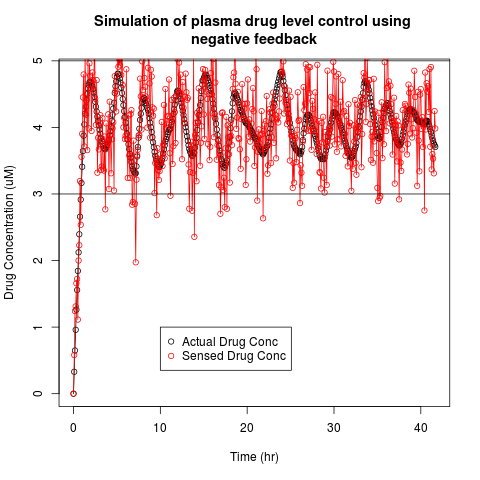 Simulation of plasma drug level control using
negative feedback
Drug Concentration (uM)
5
4
3
2
1
0
Actual Drug Conc
Sensed Drug Conc
0 10 20 30 40
Time (hr)